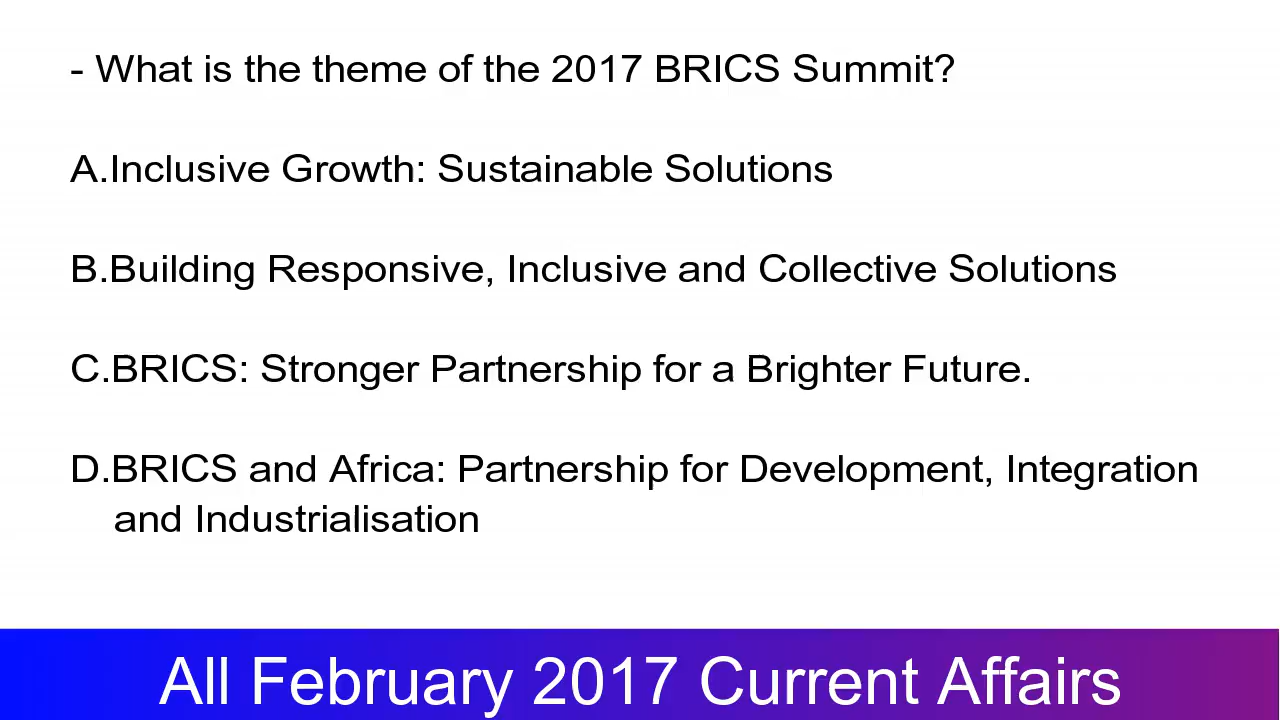 - What is the theme of the 2017 BRICS Summit?
A.Inclusive Growth: Sustainable Solutions
B.Building Responsive, Inclusive and Collective Solutions
C.BRICS: Stronger Partnership for a Brighter Future.
D.BRICS and Africa: Partnership for Development, Integration
and Industrialisation
All February 2017 Current Affairs